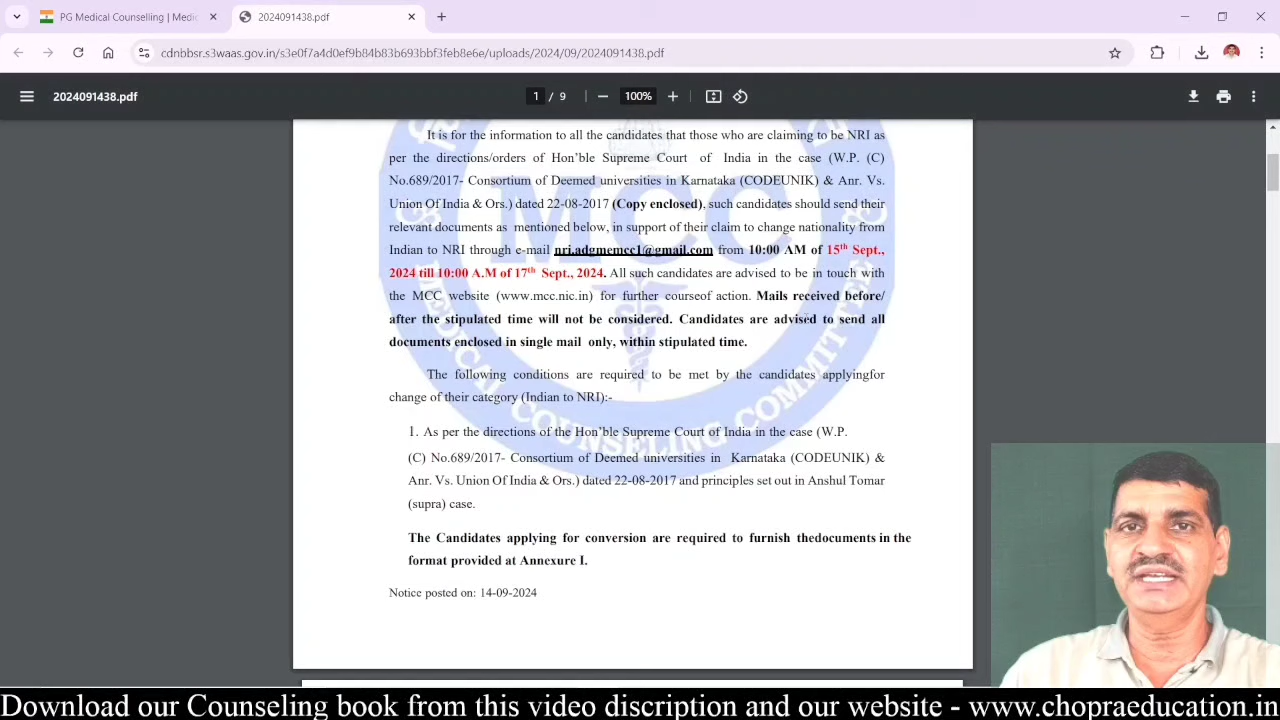 PG Medical Counselling | Medic
2024091438.pdf
cdnbbsr.s3waas.gov.in/s3e0f7a4d0ef9b84b83b693bbf3feb8e6e/uploads/2024/09/2024091438.pdf
2024091438.pdf
1 / 9
100%
It is for the information to all the candidates that those who are claiming to be NRI as
per the directions/orders of Hon'ble Supreme Court of India in the case (W.P. (C)
No.689/2017- Consortium of Deemed universities in Karnataka (CODEUNIK) & Anr. Vs.
Union Of India & Ors.) dated 22-08-2017 (Copy enclosed), such candidates should send their
relevant documents as mentioned below, in support of their claim to change nationality from
Indian to NRI through e-mail nri.adgmemcc1@gmail.com from 10:00 AM of 15th Sept.,
2024 till 10:00 A.M of 17th Sept., 2024. All such candidates are advised to be in touch with
the MCC website (www.mcc.nic.in) for further courseof action. Mails received before/
after the stipulated time will not be considered. Candidates are advised to send all
documents enclosed in single mail only, within stipulated time.
The following conditions are required to be met by the candidates applyingfor
change of their category (Indian to NRI):-
1. As per the directions of the Hon'ble Supreme Court of India in the case (W.P.
(C) No.689/2017- Consortium of Deemed universities in Karnataka (CODEUNIK) &
Anr. Vs. Union Of India & Ors.) dated 22-08-2017 and principles set out in Anshul Tomar
(supra) case.
The Candidates applying for conversion are required to furnish thedocuments in the
format provided at Annexure I.
Notice posted on: 14-09-2024
MCC
MEDICAL COUNSELING COMMITTEE
Download our Counseling book from this video discription and our website - www.chopraeducation.in